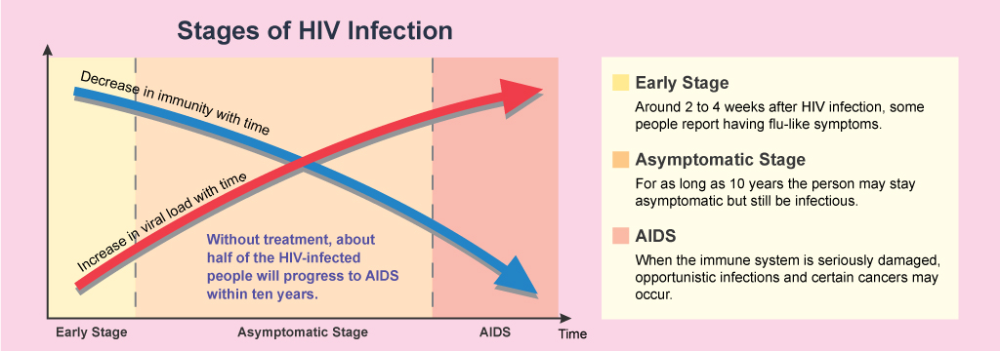 Stages of HIV Infection
Decrease in immunity with time
Increase in viral load with time
Without treatment, about
half of the HIV-infected
people will progress to AIDS
within ten years.
Early Stage
Asymptomatic Stage
AIDS
Time
Early Stage
Around 2 to 4 weeks after HIV infection, some
people report having flu-like symptoms.
Asymptomatic Stage
For as long as 10 years the person may stay
asymptomatic but still be infectious.
AIDS
When the immune system is seriously damaged,
opportunistic infections and certain cancers may
occur.